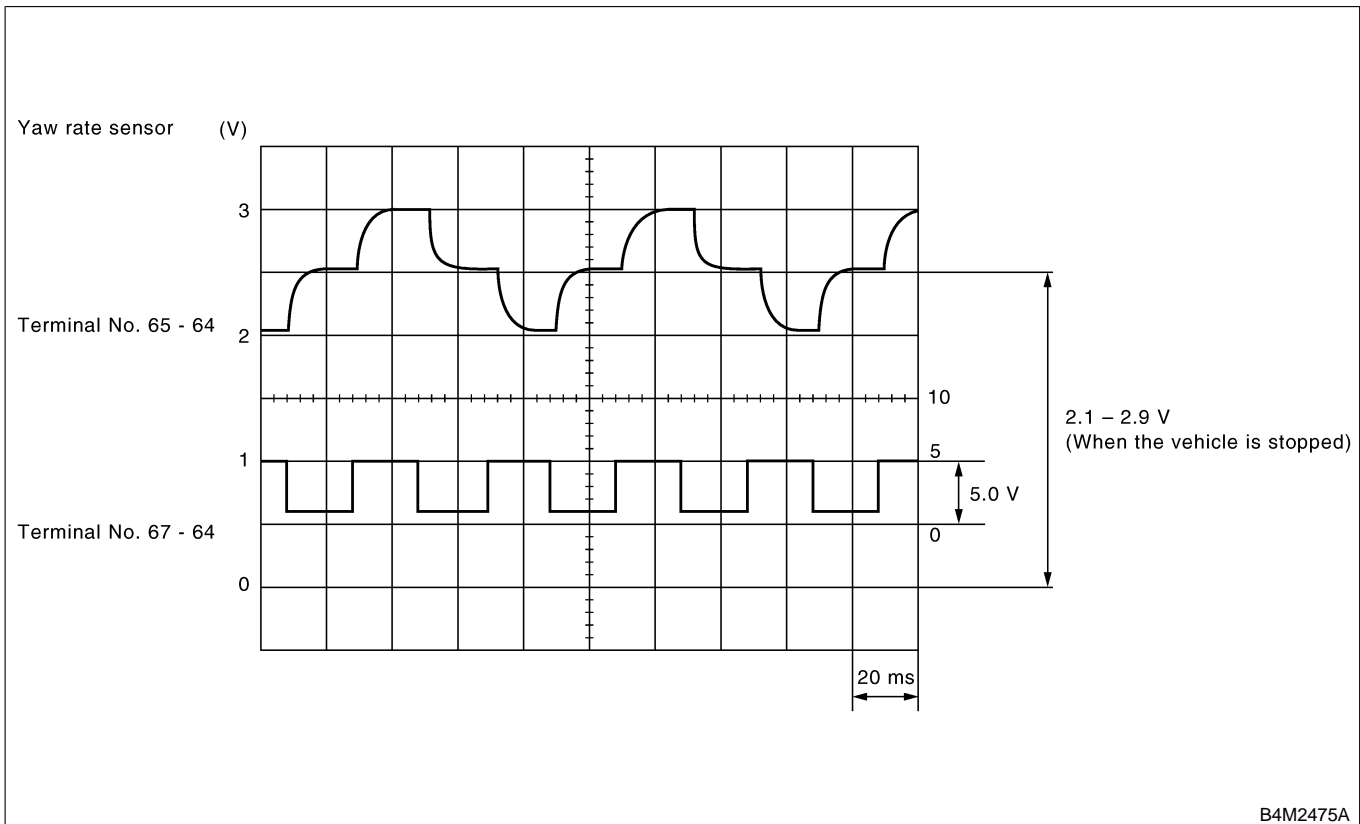 Yaw rate sensor (V)
3
Terminal No. 65 - 64
2
10
2.1 – 2.9 V
(When the vehicle is stopped)
1
5
5.0 V
Terminal No. 67 - 64
0
0
20 ms
B4M2475A